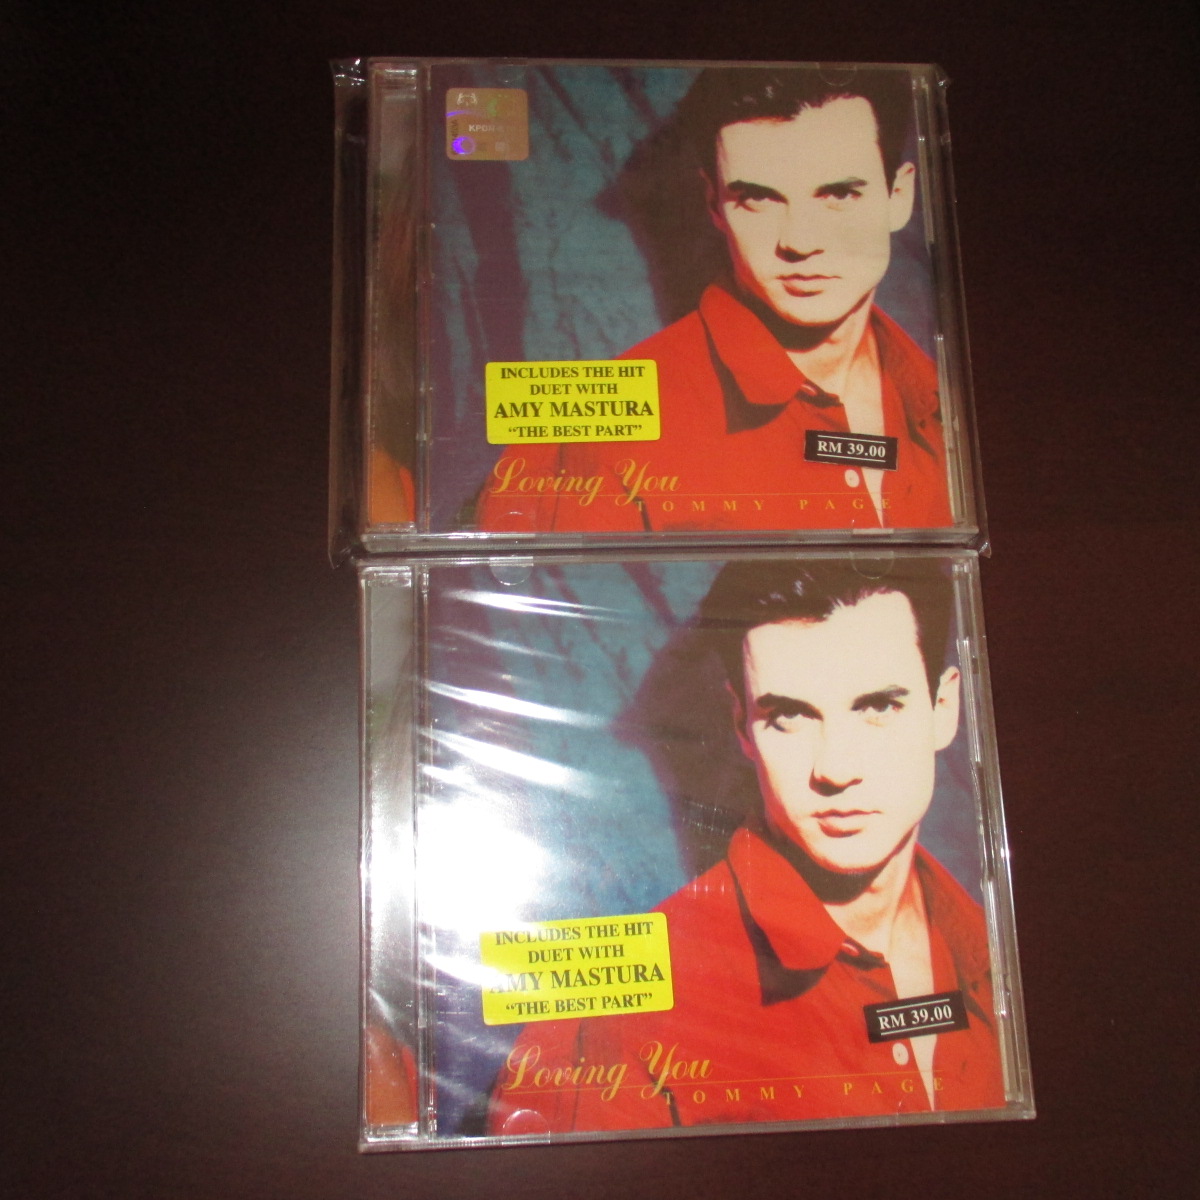 KPDN
INCLUDES THE HIT
DUET WITH
AMY MASTURA
“THE BEST PART”
RM 39.00
Loving You
TOMMY PAGE
INCLUDES THE HIT
DUET WITH
AMY MASTURA
“THE BEST PART”
RM 39.00
Loving You
TOMMY PAGE